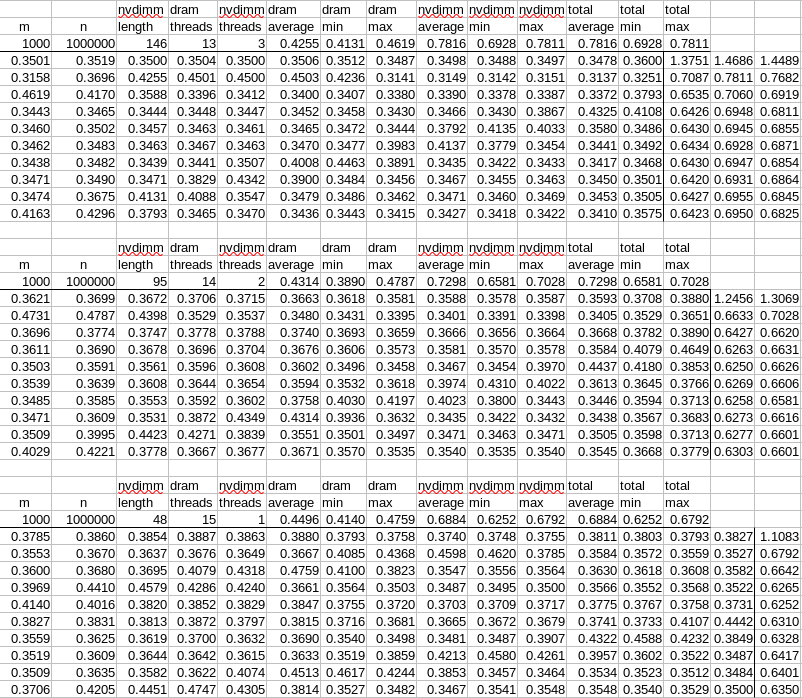 nvdimm dram nvdimm dram dram dram nvdimm nvdimm nvdimm total total total
m n length threads threads average min max average min max average min max
1000 1000000 146 13 3 0.4255 0.4131 0.4619 0.7816 0.6928 0.7811 0.7816 0.6928 0.7811
0.3501 0.3519 0.3500 0.3504 0.3500 0.3506 0.3512 0.3487 0.3498 0.3488 0.3497 0.3478 0.3600 1.3751 1.4686 1.4489
0.3158 0.3696 0.4255 0.4501 0.4500 0.4503 0.4236 0.3141 0.3149 0.3142 0.3151 0.3137 0.3251 0.7087 0.7811 0.7682
0.4619 0.4170 0.3588 0.3396 0.3412 0.3400 0.3407 0.3380 0.3390 0.3378 0.3387 0.3372 0.3793 0.6535 0.7060 0.6919
0.3443 0.3465 0.3444 0.3448 0.3447 0.3452 0.3458 0.3430 0.3466 0.3430 0.3867 0.4325 0.4108 0.6426 0.6948 0.6811
0.3460 0.3502 0.3457 0.3463 0.3461 0.3465 0.3472 0.3444 0.3792 0.4135 0.4033 0.3580 0.3486 0.6430 0.6945 0.6855
0.3462 0.3483 0.3463 0.3467 0.3463 0.3470 0.3477 0.3983 0.4137 0.3779 0.3454 0.3441 0.3492 0.6434 0.6928 0.6871
0.3438 0.3482 0.3439 0.3441 0.3507 0.4008 0.4463 0.3891 0.3435 0.3422 0.3433 0.3417 0.3468 0.6430 0.6947 0.6854
0.3471 0.3490 0.3471 0.3829 0.4342 0.3900 0.3484 0.3456 0.3467 0.3455 0.3463 0.3450 0.3501 0.6420 0.6931 0.6864
0.3474 0.3675 0.4131 0.4088 0.3547 0.3479 0.3486 0.3462 0.3471 0.3460 0.3469 0.3453 0.3505 0.6427 0.6955 0.6845
0.4163 0.4296 0.3793 0.3465 0.3470 0.3436 0.3443 0.3415 0.3427 0.3418 0.3422 0.3410 0.3575 0.6423 0.6950 0.6825
nvdimm dram nvdimm dram dram dram nvdimm nvdimm nvdimm total total total
m n length threads threads average min max average min max average min max
1000 1000000 95 14 2 0.4314 0.3890 0.4787 0.7298 0.6581 0.7028 0.7298 0.6581 0.7028
0.3621 0.3699 0.3672 0.3706 0.3715 0.3663 0.3618 0.3581 0.3588 0.3578 0.3587 0.3593 0.3708 0.3880 1.2456 1.3069
0.4731 0.4787 0.4398 0.3529 0.3537 0.3480 0.3431 0.3395 0.3401 0.3391 0.3398 0.3405 0.3529 0.3651 0.6633 0.7028
0.3696 0.3774 0.3747 0.3778 0.3788 0.3740 0.3693 0.3659 0.3666 0.3656 0.3664 0.3668 0.3782 0.3890 0.6427 0.6620
0.3611 0.3690 0.3678 0.3696 0.3704 0.3676 0.3606 0.3573 0.3581 0.3570 0.3578 0.3584 0.4079 0.4649 0.6263 0.6631
0.3503 0.3591 0.3561 0.3596 0.3608 0.3602 0.3496 0.3458 0.3467 0.3454 0.3970 0.4437 0.4180 0.3853 0.6250 0.6626
0.3539 0.3639 0.3608 0.3644 0.3654 0.3594 0.3532 0.3618 0.3974 0.4310 0.4022 0.3613 0.3645 0.3766 0.6269 0.6606
0.3485 0.3585 0.3553 0.3592 0.3602 0.3758 0.4030 0.4197 0.4023 0.3800 0.3443 0.3446 0.3594 0.3713 0.6258 0.6581
0.3471 0.3609 0.3531 0.3872 0.4349 0.4314 0.3936 0.3632 0.3435 0.3422 0.3432 0.3438 0.3567 0.3683 0.6273 0.6616
0.3509 0.3995 0.4423 0.4271 0.3839 0.3551 0.3501 0.3497 0.3471 0.3463 0.3471 0.3505 0.3598 0.3713 0.6277 0.6601
0.4029 0.4221 0.3778 0.3667 0.3677 0.3671 0.3570 0.3535 0.3540 0.3535 0.3540 0.3545 0.3668 0.3779 0.6303 0.6601
nvdimm dram nvdimm dram dram dram nvdimm nvdimm nvdimm total total total
m n length threads threads average min max average min max average min max
1000 1000000 48 15 1 0.4496 0.4140 0.4759 0.6884 0.6252 0.6792 0.6884 0.6252 0.6792
0.3785 0.3860 0.3854 0.3887 0.3863 0.3880 0.3793 0.3758 0.3740 0.3748 0.3755 0.3811 0.3803 0.3793 0.3827 1.1083
0.3553 0.3670 0.3637 0.3676 0.3649 0.3667 0.4085 0.4368 0.4598 0.4620 0.3785 0.3584 0.3572 0.3559 0.3527 0.6792
0.3600 0.3680 0.3695 0.4079 0.4318 0.4759 0.4100 0.3823 0.3547 0.3556 0.3564 0.3630 0.3618 0.3608 0.3582 0.6642
0.3969 0.4410 0.4579 0.4286 0.4240 0.3661 0.3564 0.3503 0.3487 0.3495 0.3500 0.3566 0.3552 0.3568 0.3522 0.6265
0.4140 0.4016 0.3820 0.3852 0.3829 0.3847 0.3755 0.3720 0.3703 0.3709 0.3717 0.3775 0.3767 0.3758 0.3731 0.6252
0.3827 0.3831 0.3813 0.3872 0.3797 0.3815 0.3716 0.3681 0.3665 0.3672 0.3679 0.3741 0.3733 0.4107 0.4442 0.6310
0.3559 0.3625 0.3619 0.3700 0.3632 0.3690 0.3540 0.3498 0.3481 0.3487 0.3907 0.4322 0.4588 0.4232 0.3849 0.6328
0.3519 0.3609 0.3644 0.3642 0.3615 0.3633 0.3519 0.3859 0.4213 0.4580 0.4261 0.3957 0.3602 0.3522 0.3487 0.6417
0.3509 0.3635 0.3582 0.3622 0.4074 0.4513 0.4617 0.4244 0.3853 0.3457 0.3464 0.3534 0.3521 0.3512 0.3484 0.6401
0.3706 0.4205 0.4451 0.4747 0.4305 0.3814 0.3527 0.3482 0.3467 0.3541 0.3548 0.3548 0.3540 0.3529 0.3500 0.6350